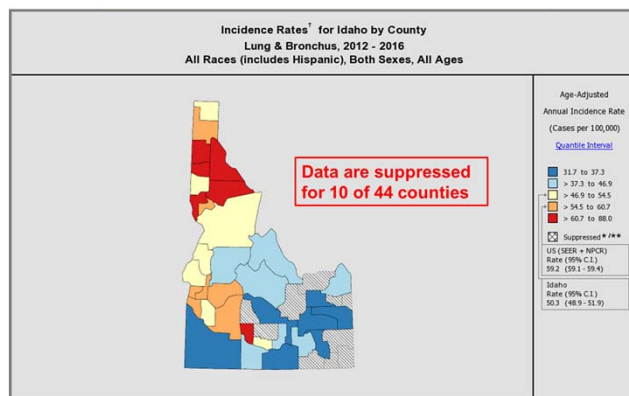 Incidence Rates† for Idaho by County
Lung & Bronchus, 2012 - 2016
All Races (includes Hispanic), Both Sexes, All Ages
Data are suppressed
for 10 of 44 counties
Age-Adjusted
Annual Incidence Rate
(Cases per 100,000)
Quantile Interval
31.7 to 37.3
> 37.3 to 46.9
> 46.9 to 54.5
> 54.5 to 60.7
> 60.7 to 88.0
Suppressed */**
US (SEER + NPCR)
Rate (95% C.I.)
59.2 (59.1 - 59.4)
Idaho
Rate (95% C.I.)
50.3 (48.9 - 51.9)